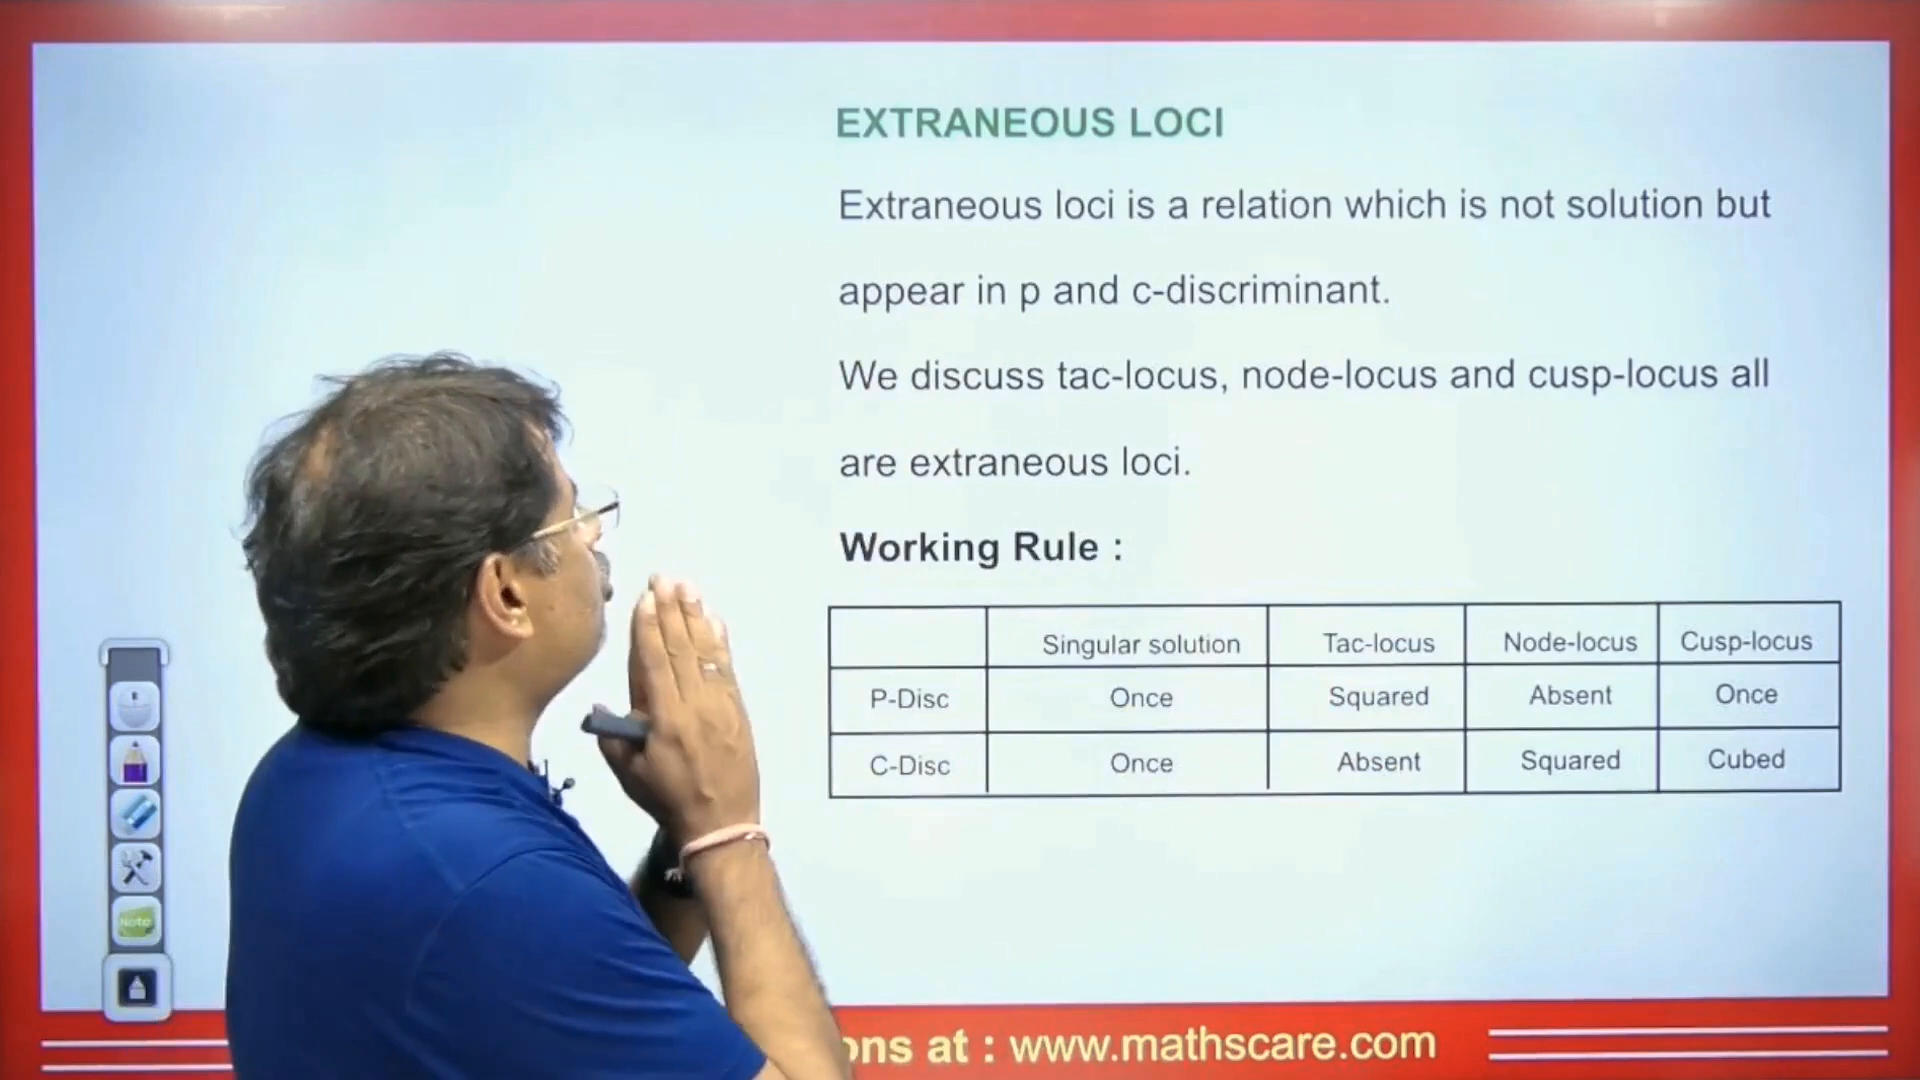 EXTRANEOUS LOCI
Extraneous loci is a relation which is not solution but
appear in p and c-discriminant.
We discuss tac-locus, node-locus and cusp-locus all
are extraneous loci.
Working Rule :
Singular solution Tac-locus Node-locus Cusp-locus
P-Disc Once Squared Absent Once
C-Disc Once Absent Squared Cubed
Note
at : www.mathscare.com